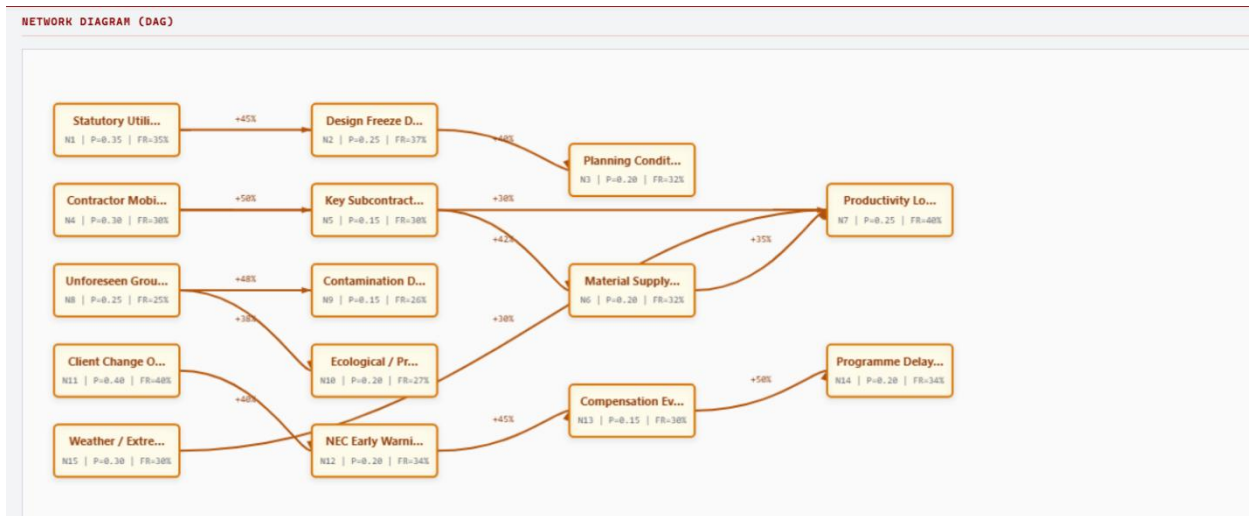 NETWORK DIAGRAM (DAG)
Statutory Utili...
N1 | P=0.35 | FR=35%
+45%
Design Freeze D...
N2 | P=0.25 | FR=37%
+40%
Planning Condit...
N3 | P=0.20 | FR=32%
Contractor Mobi...
N4 | P=0.30 | FR=30%
+50%
Key Subcontract...
N5 | P=0.15 | FR=30%
+30%
+42%
Productivity Lo...
N7 | P=0.25 | FR=40%
+35%
Unforeseen Grou...
N8 | P=0.25 | FR=25%
+48%
+38%
Contamination D...
N9 | P=0.15 | FR=26%
Material Supply...
N6 | P=0.20 | FR=32%
+30%
Client Change O...
N11 | P=0.40 | FR=40%
+40%
Ecological / Pr...
N10 | P=0.20 | FR=27%
Programme Delay...
N14 | P=0.20 | FR=34%
+50%
Compensation Ev...
N13 | P=0.15 | FR=30%
+45%
Weather / Extre...
N15 | P=0.30 | FR=30%
NEC Early Warni...
N12 | P=0.20 | FR=34%